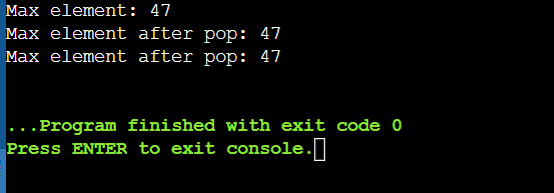 Max element: 47
Max element after pop: 47
Max element after pop: 47
...Program finished with exit code 0
Press ENTER to exit console.